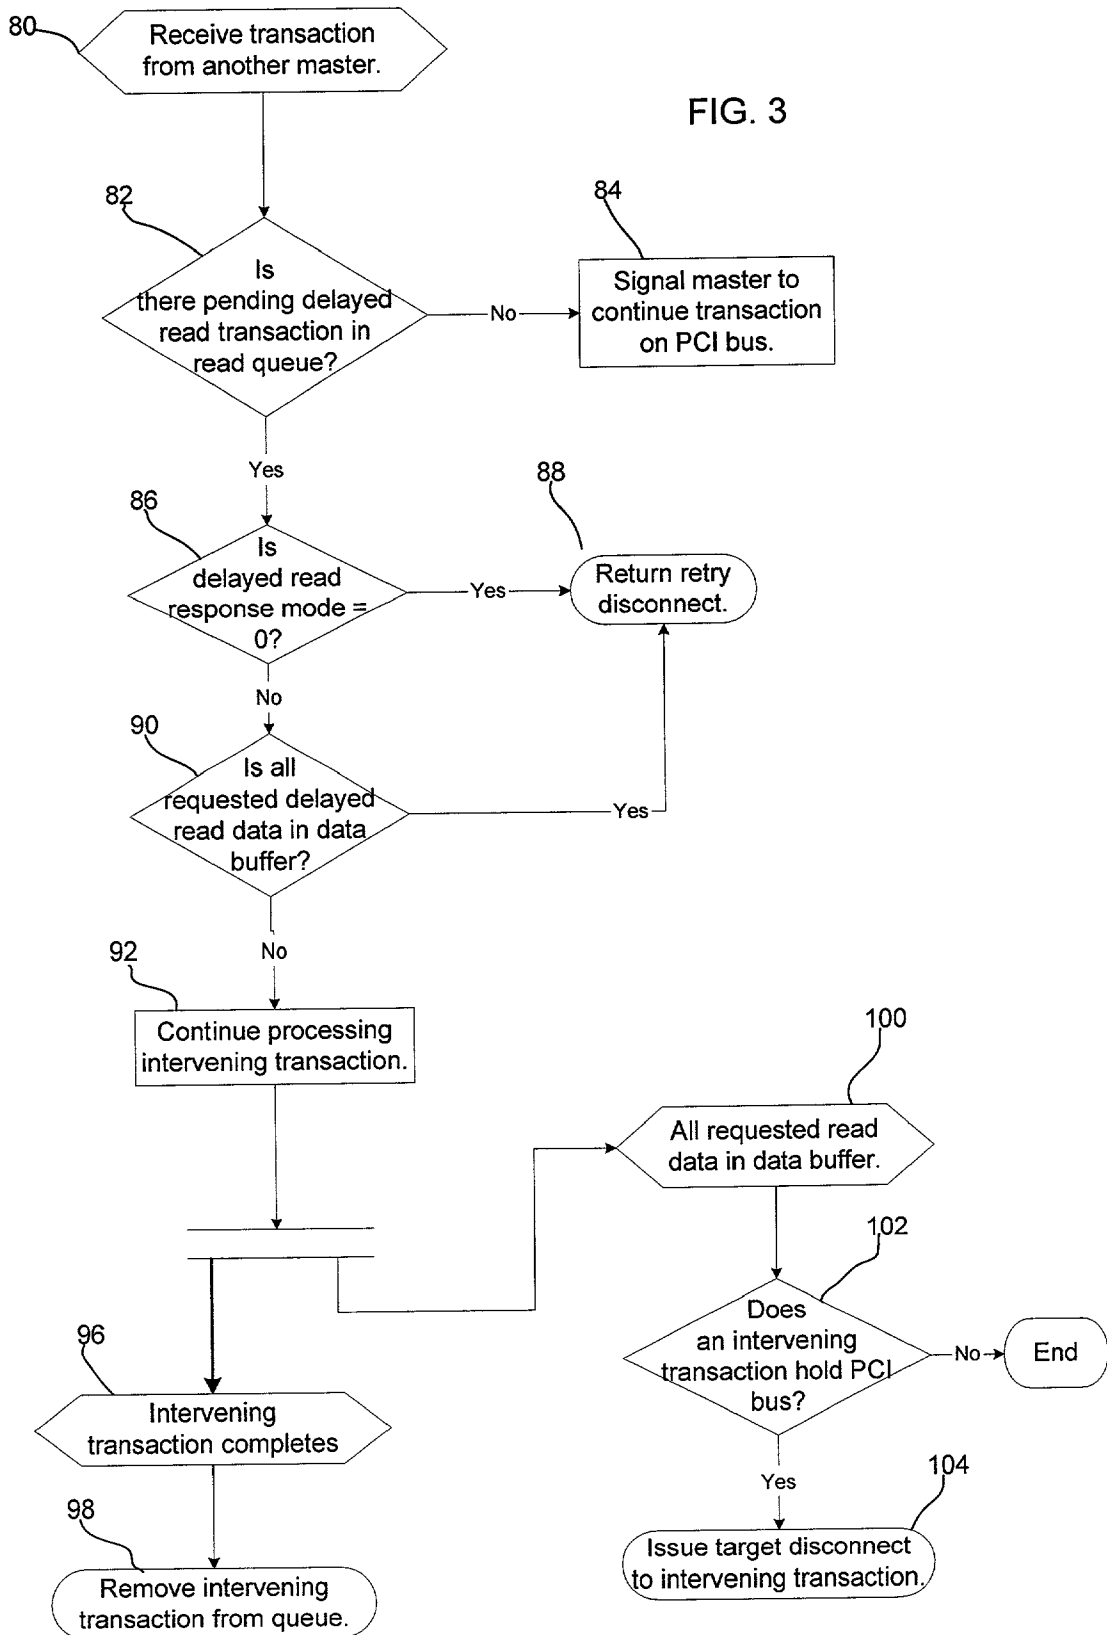 80
Receive transaction
from another master.
FIG. 3
82
Is
there pending delayed
read transaction in
read queue?
No
84
Signal master to
continue transaction
on PCI bus.
Yes
86
Is
delayed read
response mode =
0?
Yes
88
Return retry
disconnect.
No
90
Is all
requested delayed
read data in data
buffer?
Yes
No
92
Continue processing
intervening transaction.
100
All requested read
data in data buffer.
102
Does
an intervening
transaction hold PCI
bus?
No
End
96
Intervening
transaction completes
Yes
104
Issue target disconnect
to intervening transaction.
98
Remove intervening
transaction from queue.